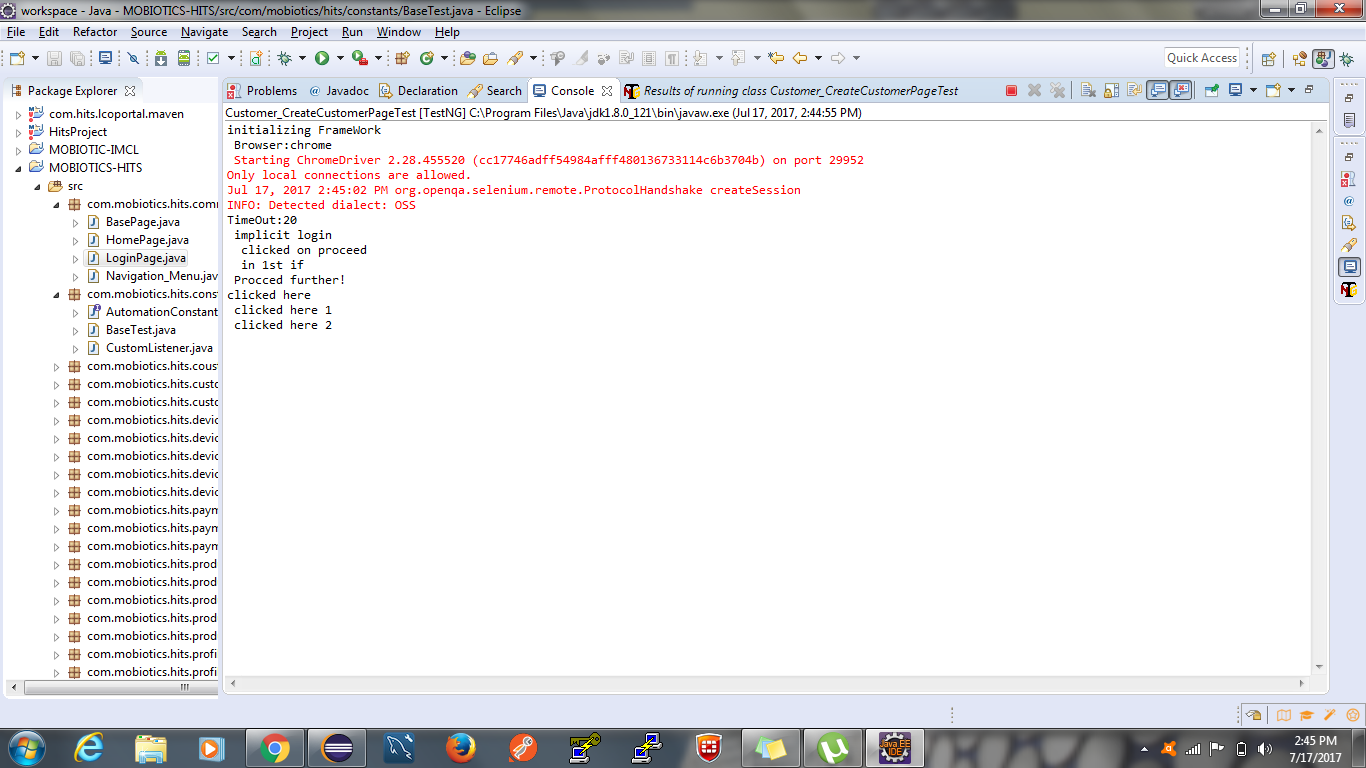 workspace - Java - MOBIOTICS-HITS/src/com/mobiotics/hits/constants/BaseTest.java - Eclipse
File Edit Refactor Source Navigate Search Project Run Window Help
Quick Access
Package Explorer
com.hits.lcoportal.maven
HitsProject
MOBIOTIC-IMCL
MOBIOTICS-HITS
src
com.mobiotics.hits.com
BasePage.java
HomePage.java
LoginPage.java
Navigation_Menu.jav
com.mobiotics.hits.cons
AutomationConstant
BaseTest.java
CustomListener.java
com.mobiotics.hits.cous
com.mobiotics.hits.custo
com.mobiotics.hits.custo
com.mobiotics.hits.devic
com.mobiotics.hits.devic
com.mobiotics.hits.devic
com.mobiotics.hits.devic
com.mobiotics.hits.devic
com.mobiotics.hits.paym
com.mobiotics.hits.paym
com.mobiotics.hits.paym
com.mobiotics.hits.prod
com.mobiotics.hits.prod
com.mobiotics.hits.prod
com.mobiotics.hits.prod
com.mobiotics.hits.prod
com.mobiotics.hits.profi
com.mobiotics.hits.profi
Problems @ Javadoc Declaration Search Console Results of running class Customer_CreateCustomerPageTest
Customer_CreateCustomerPageTest [TestNG] C:\Program Files\Java\jdk1.8.0_121\bin\javaw.exe (Jul 17, 2017, 2:44:55 PM)
initializing FrameWork
Browser:chrome
Starting ChromeDriver 2.28.455520 (cc17746adff54984afff480136733114c6b3704b) on port 29952
Only local connections are allowed.
Jul 17, 2017 2:45:02 PM org.openqa.selenium.remote.ProtocolHandshake createSession
INFO: Detected dialect: OSS
TimeOut:20
implicit login
clicked on proceed
in 1st if
Procced further!
clicked here
clicked here 1
clicked here 2
Java EE
IDE
2:45 PM
7/17/2017